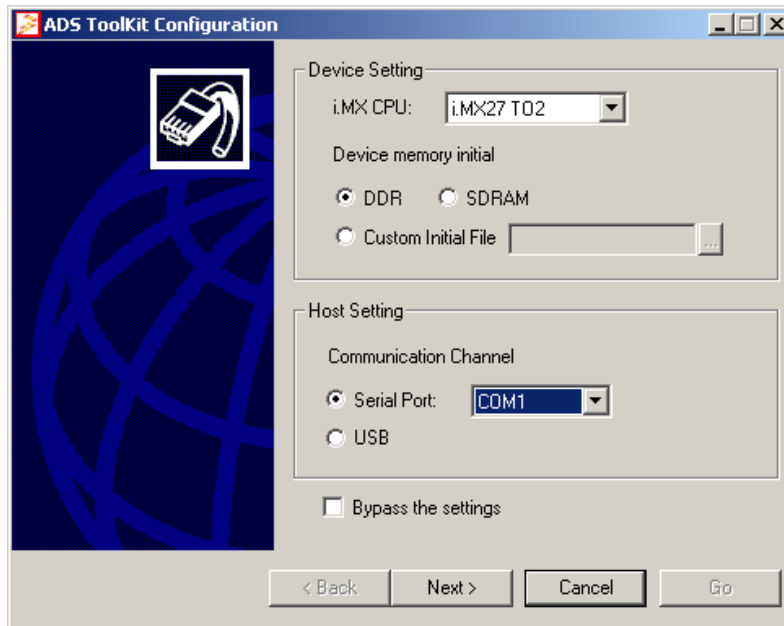 ADS ToolKit Configuration
Device Setting
i.MX CPU: i.MX27 TO2
Device memory initial
DDR SDRAM
Custom Initial File ...
Host Setting
Communication Channel
Serial Port: COM1
USB
Bypass the settings
< Back Next > Cancel Go